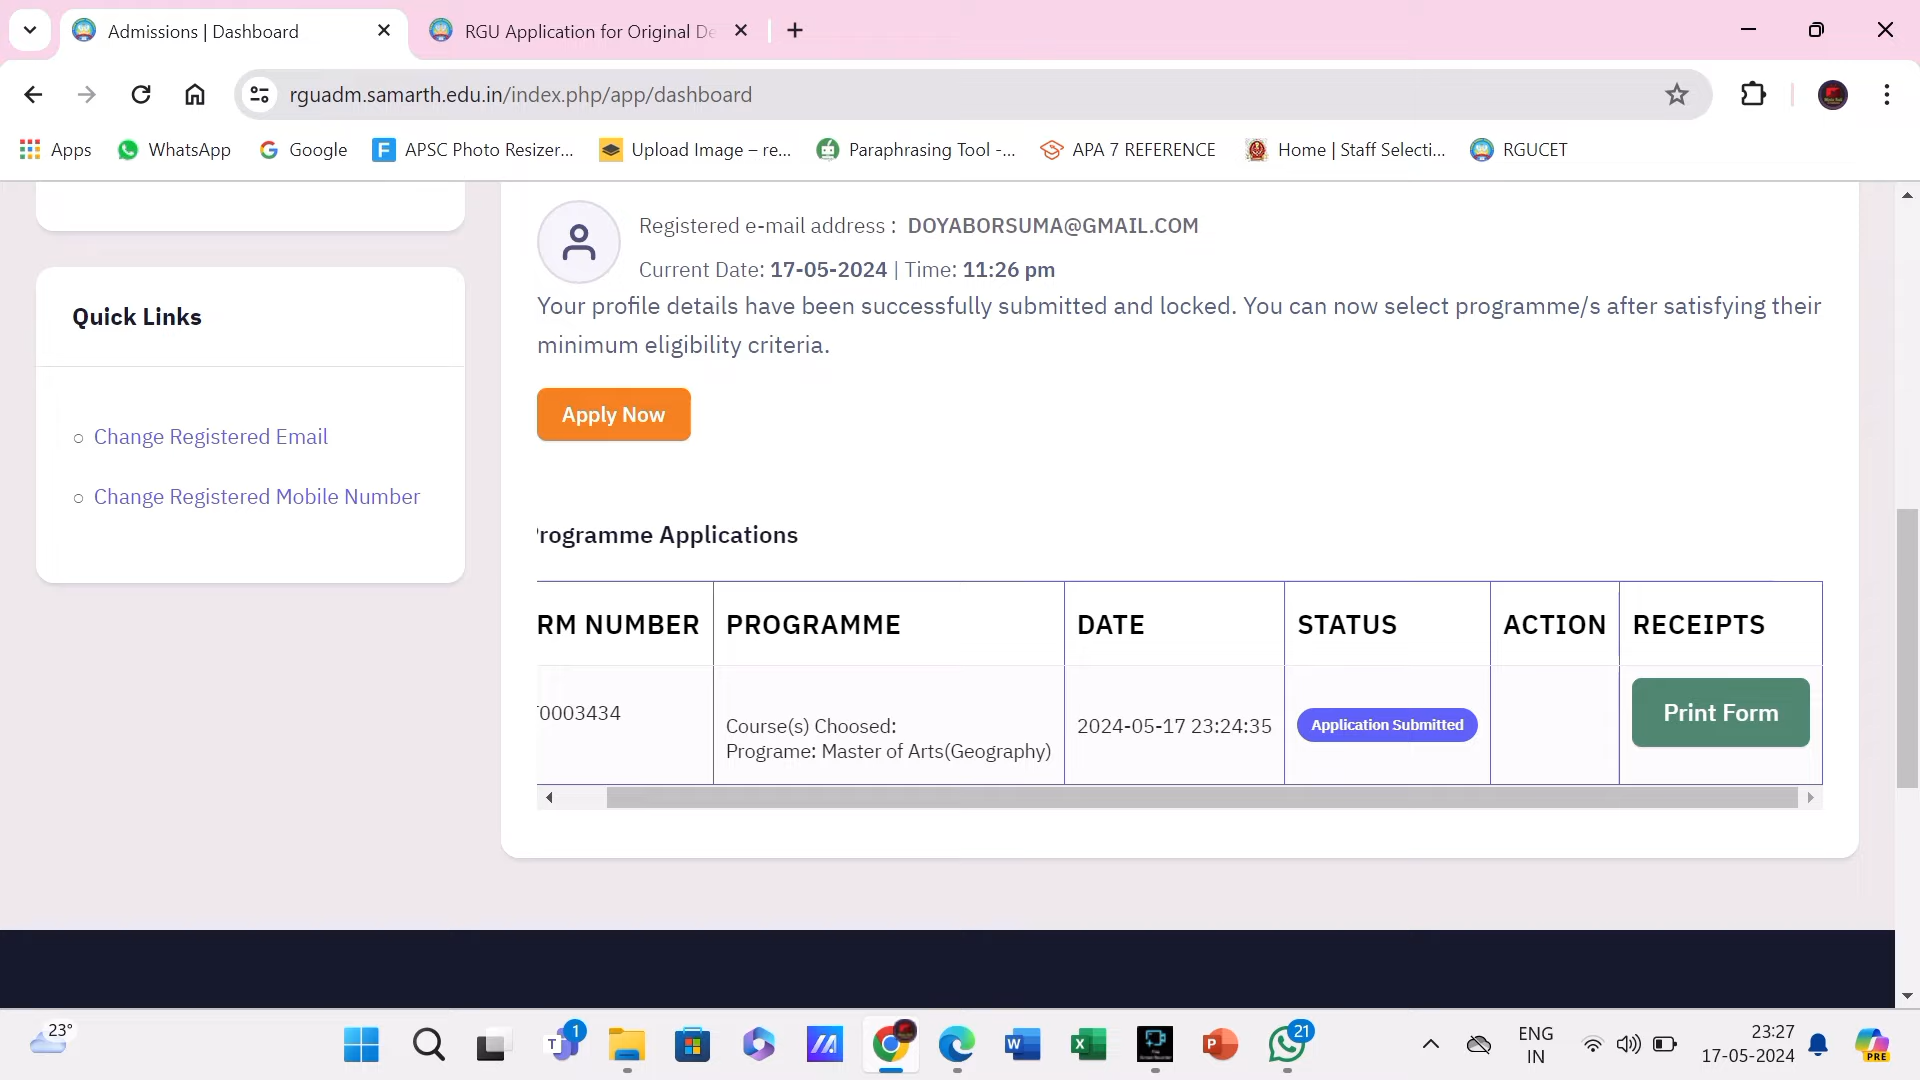 Admissions | Dashboard
RGU Application for Original De
rguadm.samarth.edu.in/index.php/app/dashboard
Apps
WhatsApp
Google
APSC Photo Resizer...
Upload Image – re...
Paraphrasing Tool -...
APA 7 REFERENCE
Home | Staff Selecti...
RGUCET
Registered e-mail address : DOYABORSUMA@GMAIL.COM
Current Date: 17-05-2024 | Time: 11:26 pm
Your profile details have been successfully submitted and locked. You can now select programme/s after satisfying their
minimum eligibility criteria.
Apply Now
Quick Links
Change Registered Email
Change Registered Mobile Number
rogramme Applications
RM NUMBER
PROGRAMME
DATE
STATUS
ACTION
RECEIPTS
0003434
Course(s) Choosed:
Programe: Master of Arts(Geography)
2024-05-17 23:24:35
Application Submitted
Print Form
23°
1
21
ENG
IN
23:27
17-05-2024
PRE